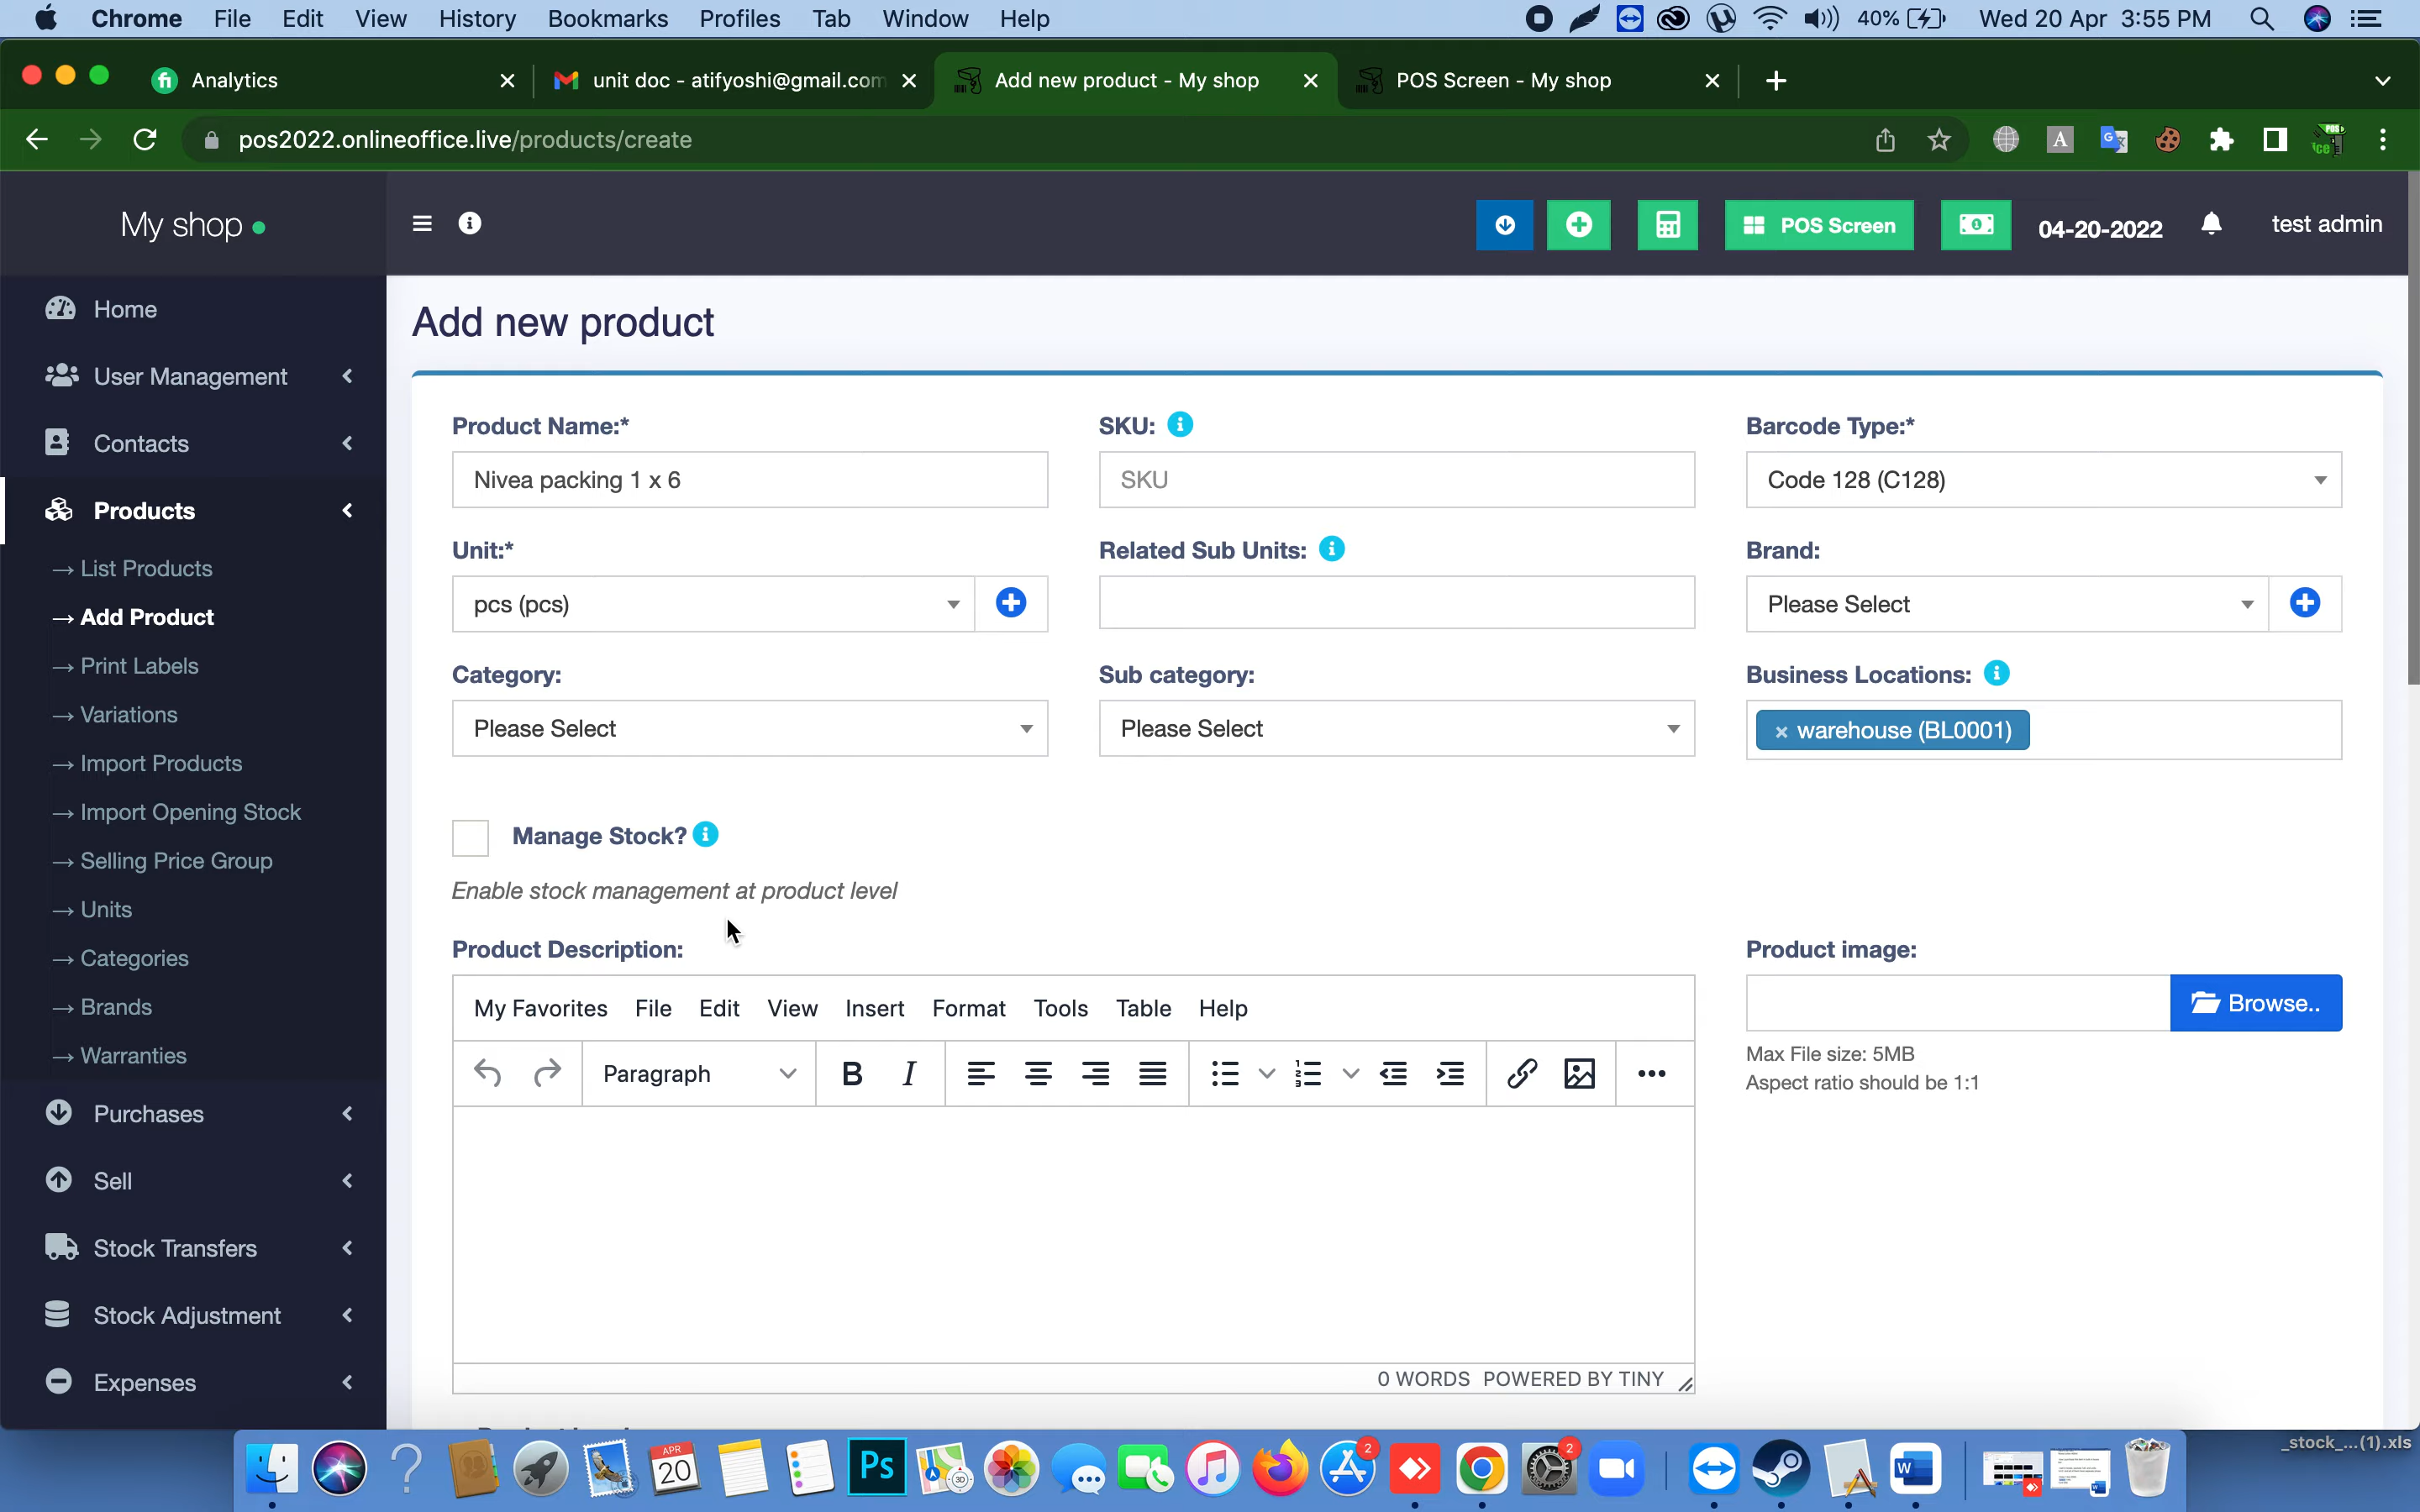 Chrome File Edit View History Bookmarks Profiles Tab Window Help 40% Wed 20 Apr 3:55 PM
Analytics unit doc - atifyoshi@gmail.com Add new product - My shop POS Screen - My shop
pos2022.onlineoffice.live/products/create
My shop POS Screen 04-20-2022 test admin
Home
User Management
Contacts
Products
List Products
Add Product
Print Labels
Variations
Import Products
Import Opening Stock
Selling Price Group
Units
Categories
Brands
Warranties
Purchases
Sell
Stock Transfers
Stock Adjustment
Expenses
Add new product
Product Name:* SKU: Barcode Type:*
Nivea packing 1 x 6 SKU Code 128 (C128)
Unit:* Related Sub Units: Brand:
pcs (pcs) Please Select
Category: Sub category: Business Locations:
Please Select Please Select × warehouse (BL0001)
Manage Stock?
Enable stock management at product level
Product Description: Product image:
My Favorites File Edit View Insert Format Tools Table Help Browse..
Max File size: 5MB
Paragraph B I
Aspect ratio should be 1:1
0 WORDS POWERED BY TINY
_stock_...(1).xls
APR
20
Ps
3D
2
2
W